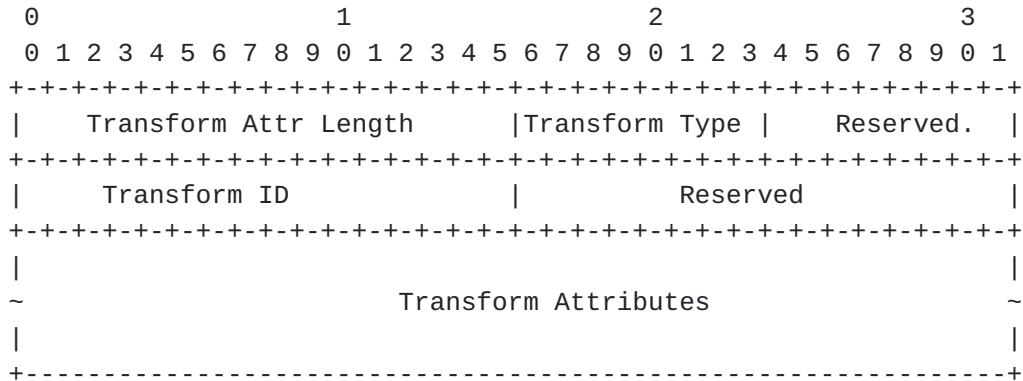 0                   1                   2                   3
 0 1 2 3 4 5 6 7 8 9 0 1 2 3 4 5 6 7 8 9 0 1 2 3 4 5 6 7 8 9 0 1
+-+-+-+-+-+-+-+-+-+-+-+-+-+-+-+-+-+-+-+-+-+-+-+-+-+-+-+-+-+-+-+-+
|    Transform Attr Length      |Transform Type |    Reserved.  |
+-+-+-+-+-+-+-+-+-+-+-+-+-+-+-+-+-+-+-+-+-+-+-+-+-+-+-+-+-+-+-+-+
|     Transform ID              |          Reserved             |
+-+-+-+-+-+-+-+-+-+-+-+-+-+-+-+-+-+-+-+-+-+-+-+-+-+-+-+-+-+-+-+-+
|                                                               |
~                        Transform Attributes                   ~
|                                                               |
+---------------------------------------------------------------+